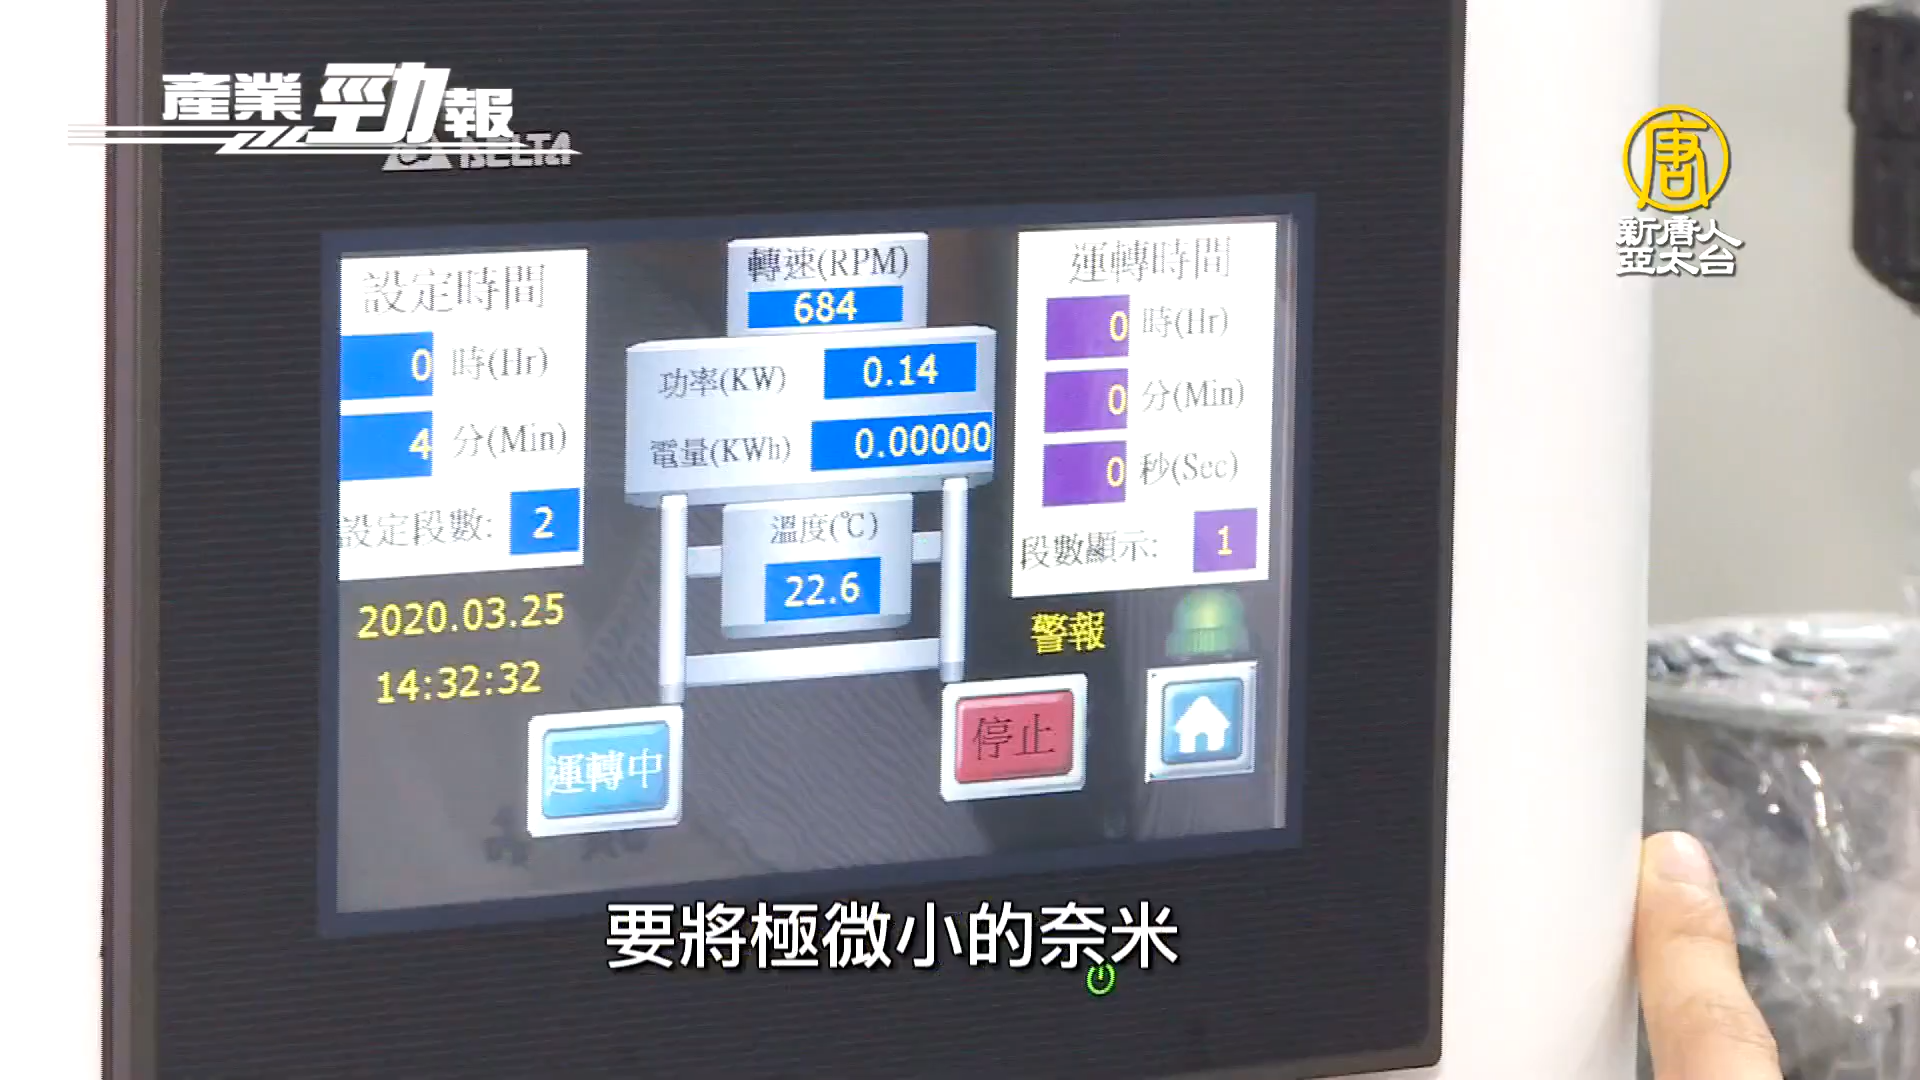 產業勁報
DELTA
唐
新唐人
亞太台
設定時間
0 時(Hr)
4 分(Min)
設定段數: 2
2020.03.25
14:32:32
運轉中
轉速(RPM)
684
功率(KW) 0.14
電量(KWh) 0.00000
溫度(℃)
22.6
運轉時間
0 時(Hr)
0 分(Min)
0 秒(Sec)
段數顯示: 1
警報
停止
要將極微小的奈米